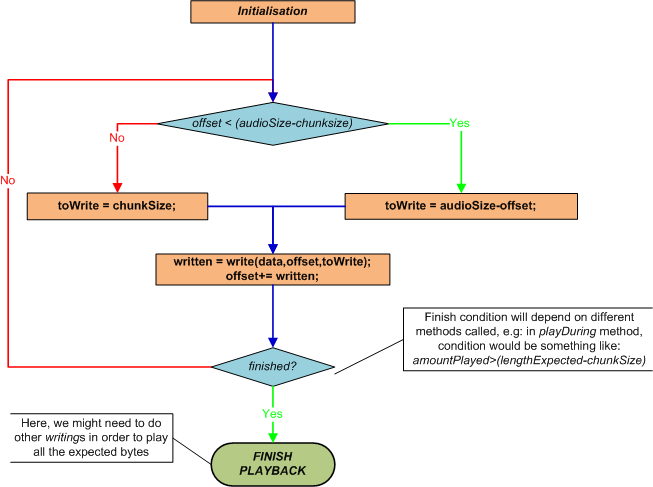 Initialisation
offset < (audioSize-chunksize)
Yes
No
No
toWrite = chunkSize;
toWrite = audioSize-offset;
written = write(data,offset,toWrite);
offset+= written;
Finish condition will depend on different
methods called, e.g: in playDuring method,
condition would be something like:
amountPlayed>(lengthExpected-chunkSize)
finished?
Yes
Here, we might need to do
other writings in order to play
all the expected bytes
FINISH
PLAYBACK